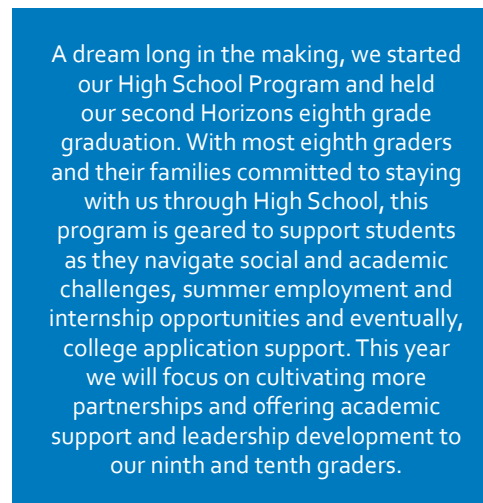 A dream long in the making, we started
our High School Program and held
our second Horizons eighth grade
graduation. With most eighth graders
and their families committed to staying
with us through High School, this
program is geared to support students
as they navigate social and academic
challenges, summer employment and
internship opportunities and eventually,
college application support. This year
we will focus on cultivating more
partnerships and offering academic
support and leadership development to
our ninth and tenth graders.